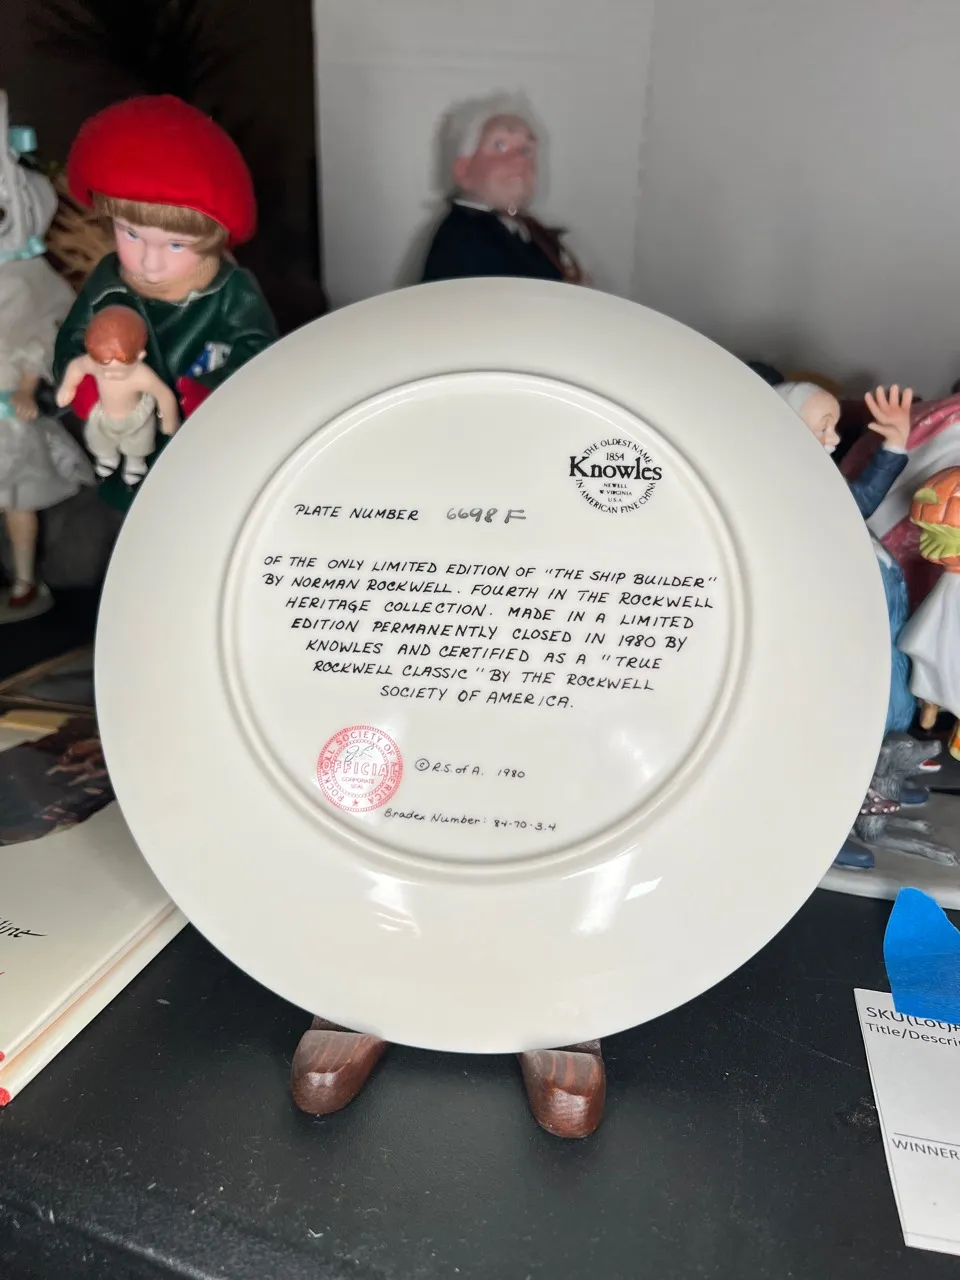 THE OLDEST NAME
1854
Knowles
NEWELL
W VIRGINIA
U.S.A.
IN AMERICAN FINE CHINA
PLATE NUMBER 6698 F
OF THE ONLY LIMITED EDITION OF "THE SHIP BUILDER"
BY NORMAN ROCKWELL. FOURTH IN THE ROCKWELL
HERITAGE COLLECTION. MADE IN A LIMITED
EDITION PERMANENTLY CLOSED IN 1980 BY
KNOWLES AND CERTIFIED AS A "TRUE
ROCKWELL CLASSIC" BY THE ROCKWELL
SOCIETY OF AMERICA.
ROCKWELL SOCIETY OF AMERICA
OFFICIAL
CORPORATE
SEAL
© R.S. of A. 1980
Bradex Number: 84-70-3.4
SKU(Lot)#
Title/Descri
WINNER